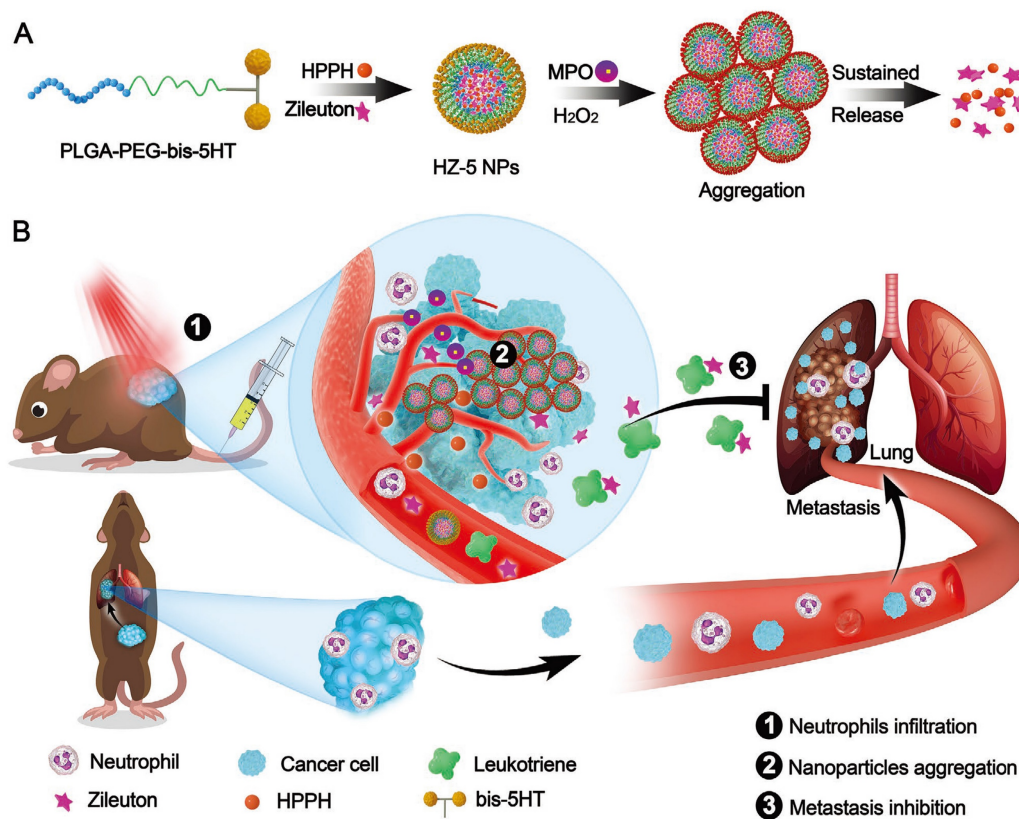 A
PLGA-PEG-bis-5HT
HPPH
Zileuton
HZ-5 NPs
MPO
H2O2
Aggregation
Sustained
Release
B
1
2
3
Lung
Metastasis
Neutrophil
Cancer cell
Leukotriene
Zileuton
HPPH
bis-5HT
1 Neutrophils infiltration
2 Nanoparticles aggregation
3 Metastasis inhibition